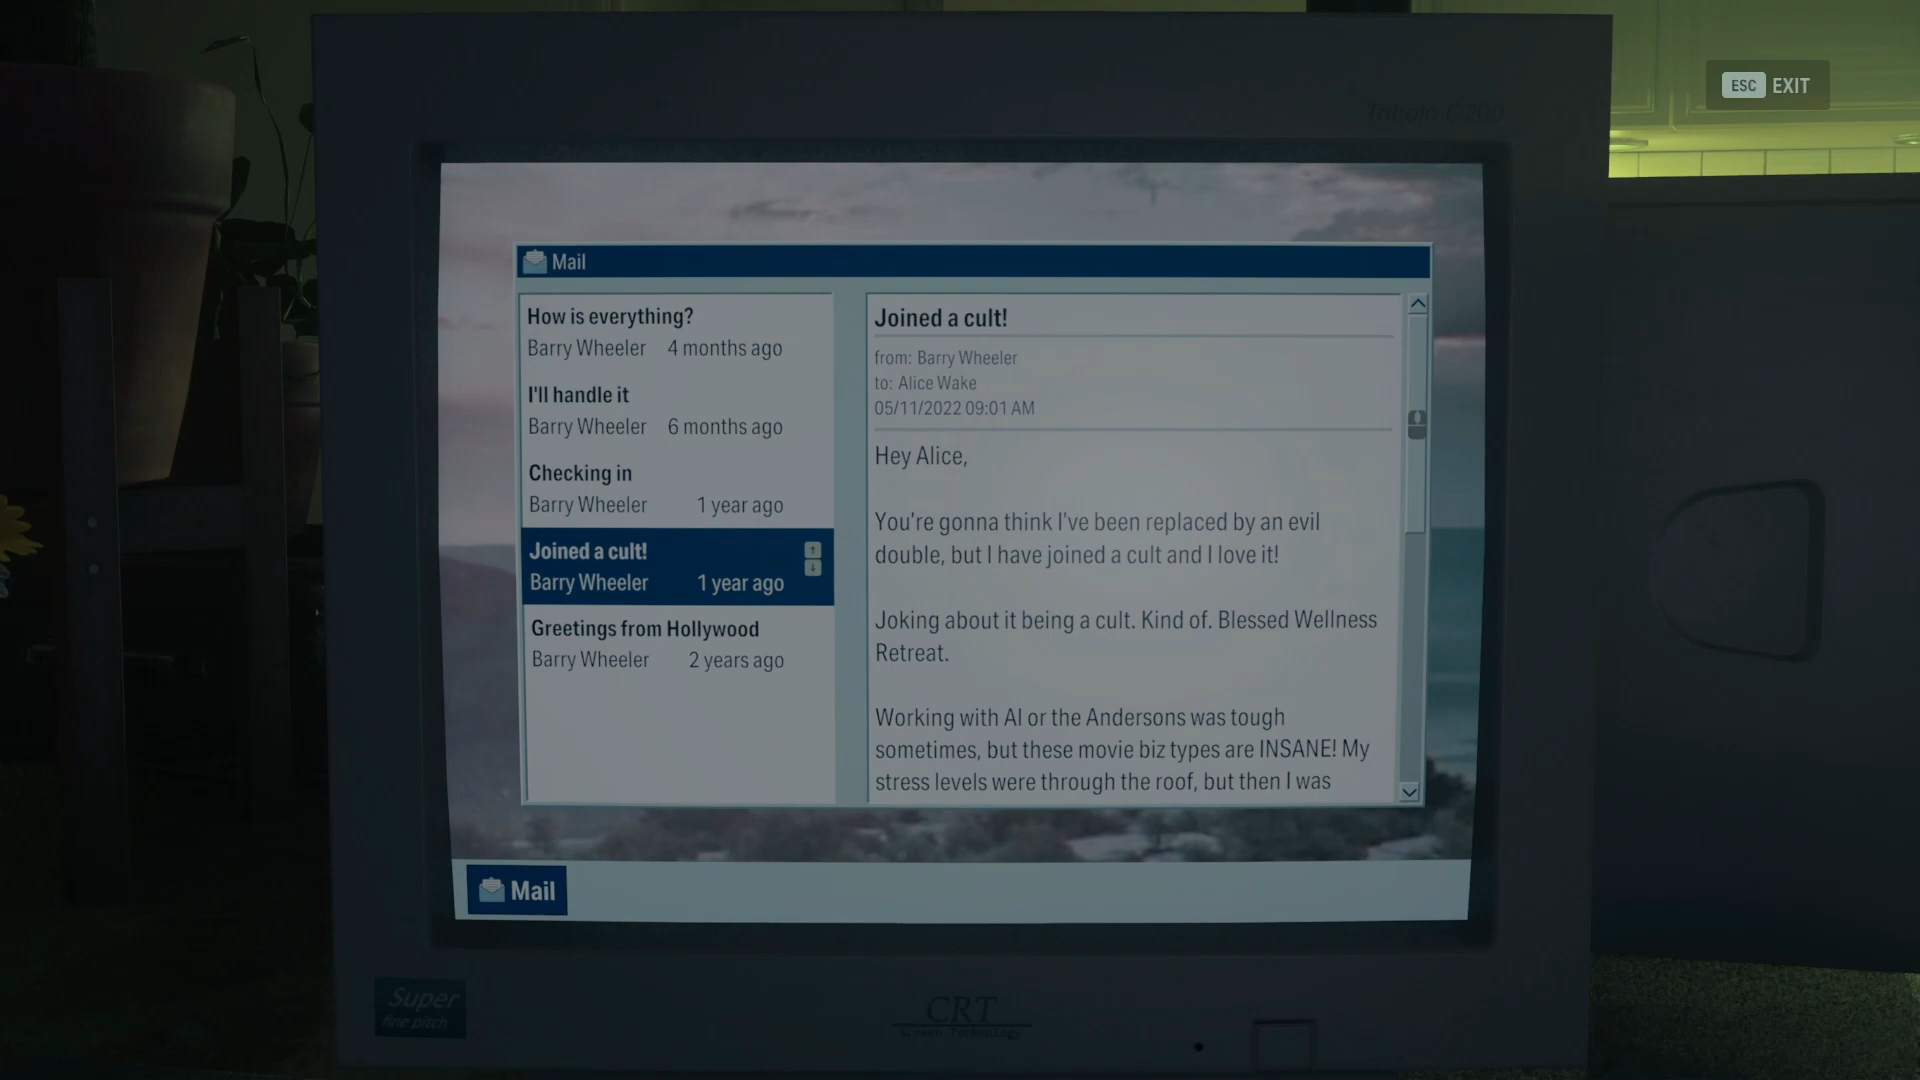 ESC EXIT
Tribolo G200
Mail
How is everything?
Barry Wheeler 4 months ago
I'll handle it
Barry Wheeler 6 months ago
Checking in
Barry Wheeler 1 year ago
Joined a cult!
Barry Wheeler 1 year ago
Greetings from Hollywood
Barry Wheeler 2 years ago
Joined a cult!
from: Barry Wheeler
to: Alice Wake
05/11/2022 09:01 AM
Hey Alice,
You're gonna think I've been replaced by an evil
double, but I have joined a cult and I love it!
Joking about it being a cult. Kind of. Blessed Wellness
Retreat.
Working with Al or the Andersons was tough
sometimes, but these movie biz types are INSANE! My
stress levels were through the roof, but then I was
Mail
Super
fine pitch
CRT
Screen Technology